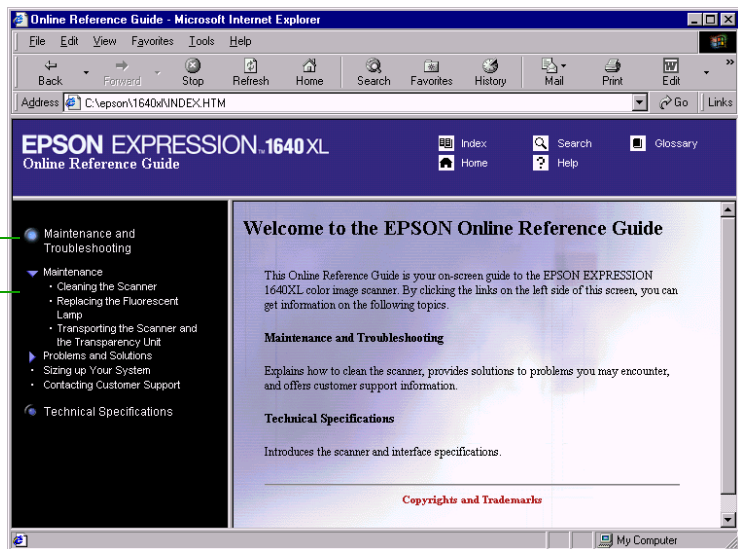 Online Reference Guide - Microsoft Internet Explorer
File Edit View Favorites Tools Help
Back Forward Stop Refresh Home Search Favorites History Mail Print Edit »
Address C:\epson\1640xl\INDEX.HTM Go Links
EPSON EXPRESSION™1640XL
Online Reference Guide
Index Search Glossary
Home Help
Maintenance and
Troubleshooting
Maintenance
· Cleaning the Scanner
· Replacing the Fluorescent
Lamp
· Transporting the Scanner and
the Transparency Unit
Problems and Solutions
· Sizing up Your System
· Contacting Customer Support
Technical Specifications
Welcome to the EPSON Online Reference Guide
This Online Reference Guide is your on-screen guide to the EPSON EXPRESSION
1640XL color image scanner. By clicking the links on the left side of this screen, you can
get information on the following topics.
Maintenance and Troubleshooting
Explains how to clean the scanner, provides solutions to problems you may encounter,
and offers customer support information.
Technical Specifications
Introduces the scanner and interface specifications.
Copyrights and Trademarks
My Computer